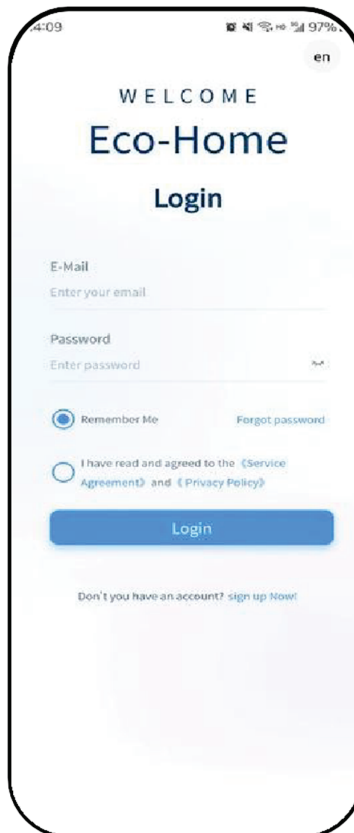 4:09
97%
en
WELCOME
Eco-Home
Login
E-Mail
Enter your email
Password
Enter password
Remember Me Forgot password
I have read and agreed to the 《Service
Agreement》 and 《 Privacy Policy》
Login
Don't you have an account? sign up Now!